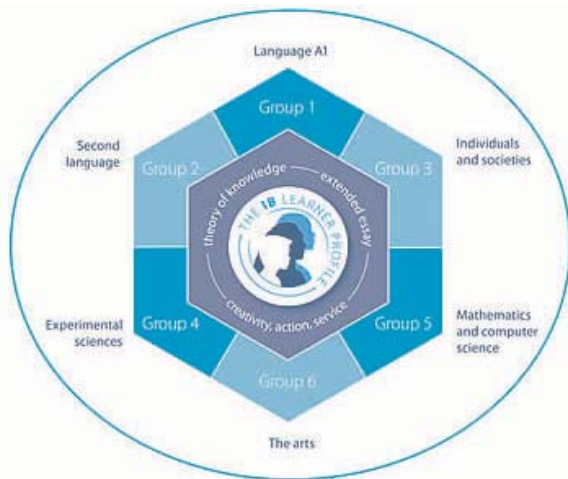 Language A1
Group 1
Second
language
Group 2
Individuals
and societies
Group 3
theory of knowledge
extended essay
THE IB LEARNER PROFILE
creativity, action, service
Experimental
sciences
Group 4
Mathematics
and computer
science
Group 5
Group 6
The arts